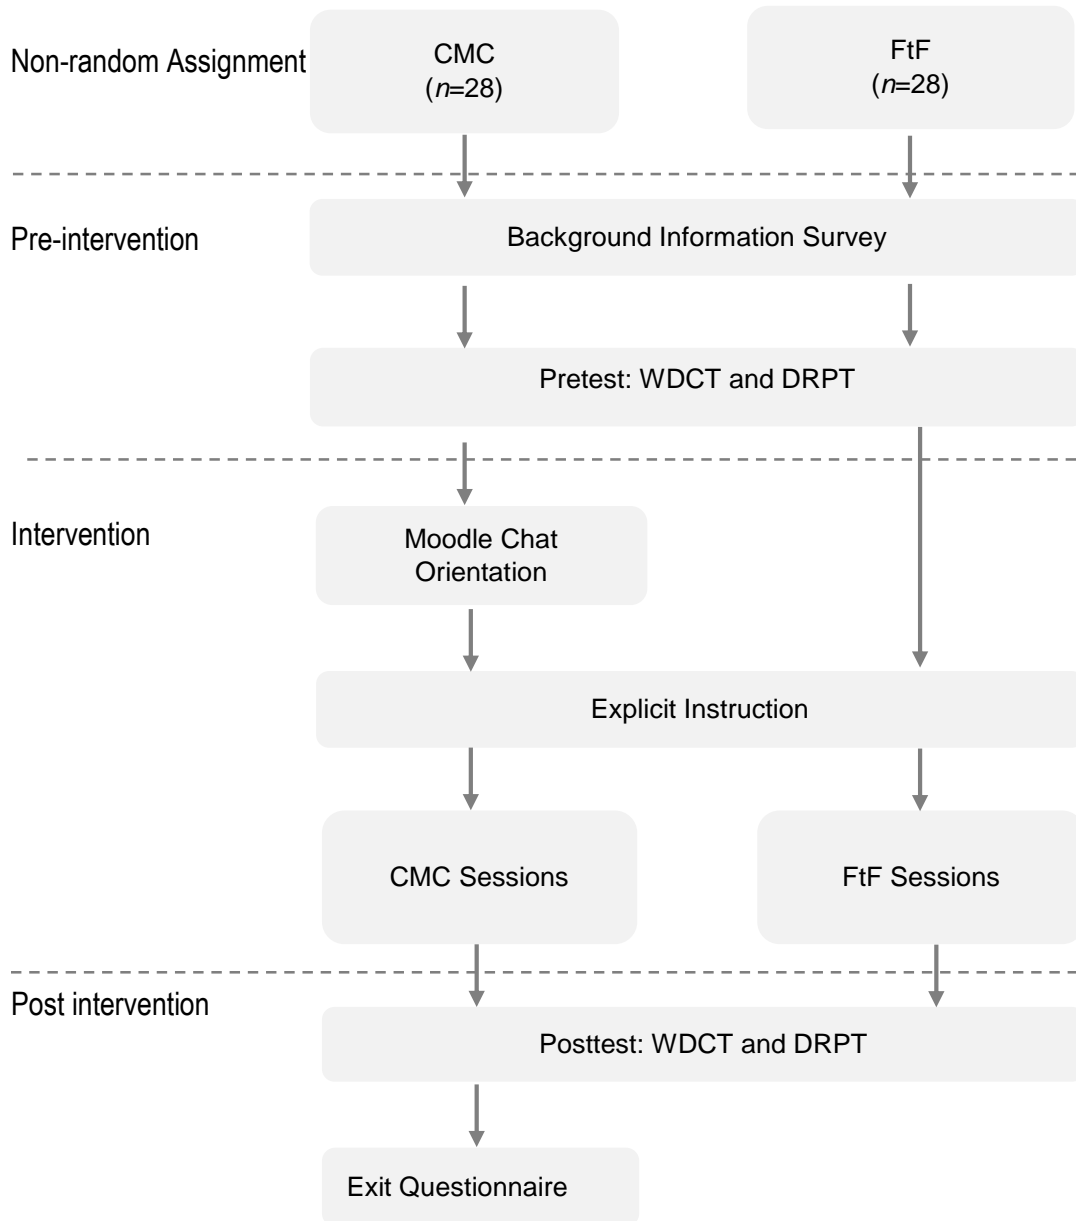 Non-random Assignment
CMC
(n=28)
FtF
(n=28)
Pre-intervention
Background Information Survey
Pretest: WDCT and DRPT
Intervention
Moodle Chat
Orientation
Explicit Instruction
CMC Sessions
FtF Sessions
Post intervention
Posttest: WDCT and DRPT
Exit Questionnaire